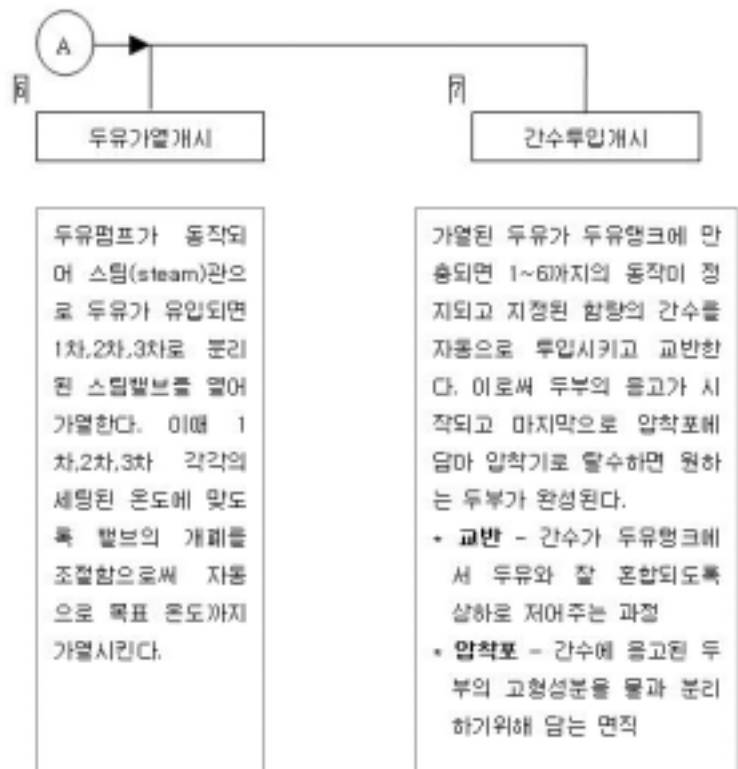 A
6
7
두유가열개시
간수투입개시
두유펌프가 동작되
어 스팀(steam)관으
로 두유가 유입되면
1차,2차,3차로 분리
된 스팀밸브를 열어
가열한다. 이때 1
차,2차,3차 각각의
세팅된 온도에 맞도
록 밸브의 개폐를
조절함으로써 자동
으로 목표 온도까지
가열시킨다.
가열된 두유가 두유탱크에 만
충되면 1~6까지의 동작이 정
지되고 지정된 함량의 간수를
자동으로 투입시키고 교반한
다. 이로써 두부의 응고가 시
작되고 마지막으로 압착포에
담아 압착기로 탈수하면 원하
는 두부가 완성된다.
* 교반 - 간수가 두유탱크에
서 두유와 잘 혼합되도록
상하로 저어주는 과정
* 압착포 - 간수에 응고된 두
부의 고형성분을 물과 분리
하기위해 담는 면직